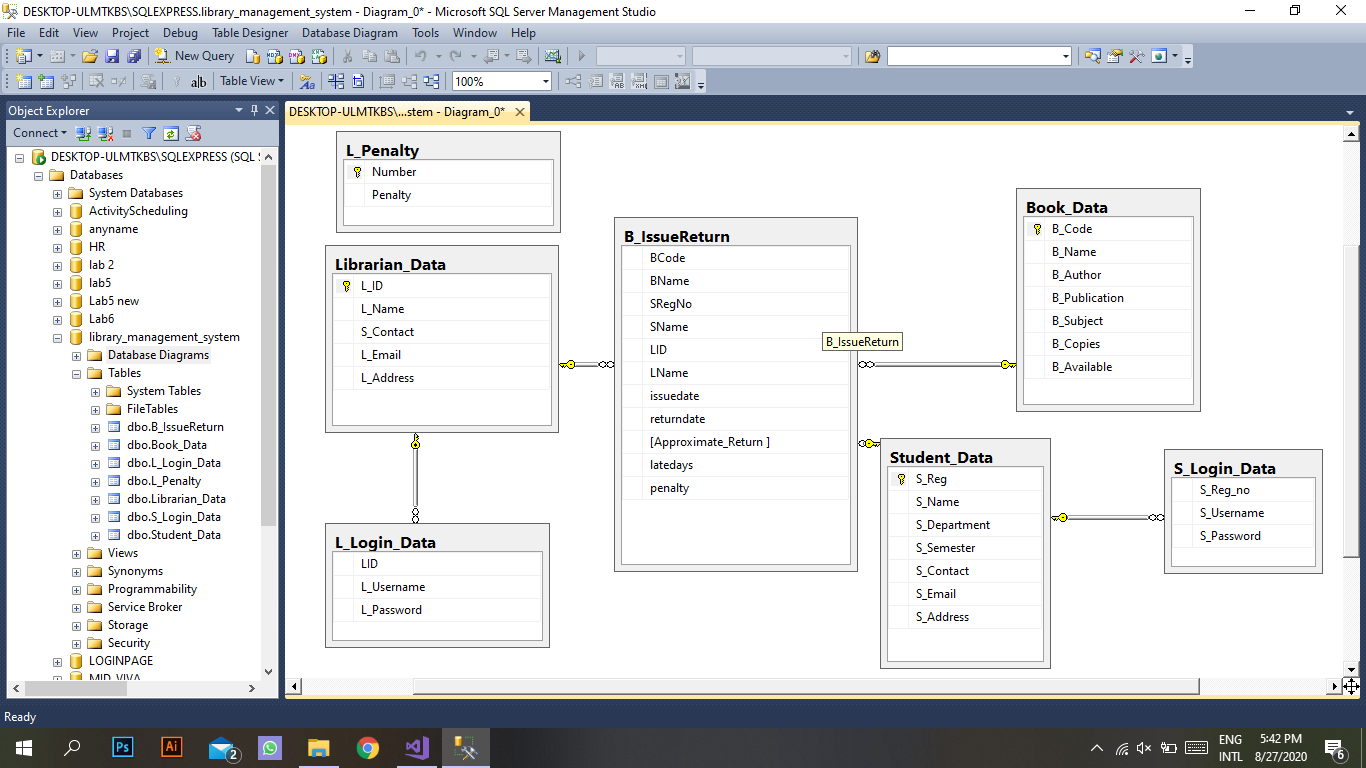 DESKTOP-ULMTKBS\SQLEXPRESS.library_management_system - Diagram_0* - Microsoft SQL Server Management Studio
File Edit View Project Debug Table Designer Database Diagram Tools Window Help
New Query
ab| Table View 100%
Object Explorer
DESKTOP-ULMTKBS\...stem - Diagram_0*
Connect
DESKTOP-ULMTKBS\SQLEXPRESS (SQL S
Databases
System Databases
ActivityScheduling
anyname
HR
lab 2
lab5
Lab5 new
Lab6
library_management_system
Database Diagrams
Tables
System Tables
FileTables
dbo.B_IssueReturn
dbo.Book_Data
dbo.L_Login_Data
dbo.L_Penalty
dbo.Librarian_Data
dbo.S_Login_Data
dbo.Student_Data
Views
Synonyms
Programmability
Service Broker
Storage
Security
LOGINPAGE
MID_VIVA
L_Penalty
Number
Penalty
Librarian_Data
L_ID
L_Name
S_Contact
L_Email
L_Address
L_Login_Data
LID
L_Username
L_Password
B_IssueReturn
BCode
BName
SRegNo
SName
LID
LName
issuedate
returndate
[Approximate_Return ]
latedays
penalty
B_IssueReturn
Book_Data
B_Code
B_Name
B_Author
B_Publication
B_Subject
B_Copies
B_Available
Student_Data
S_Reg
S_Name
S_Department
S_Semester
S_Contact
S_Email
S_Address
S_Login_Data
S_Reg_no
S_Username
S_Password
Ready
Ps
Ai
2
ENG
INTL
5:42 PM
8/27/2020
6